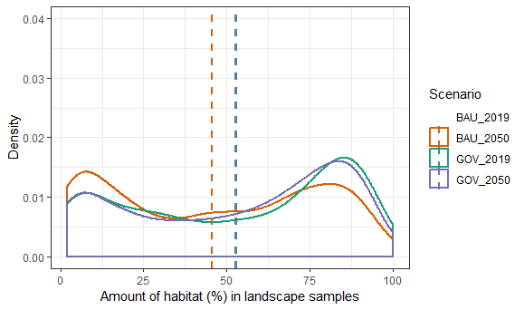 0.04
0.03
0.02
0.01
0.00
Density
0 25 50 75 100
Amount of habitat (%) in landscape samples
Scenario
BAU_2019
BAU_2050
GOV_2019
GOV_2050